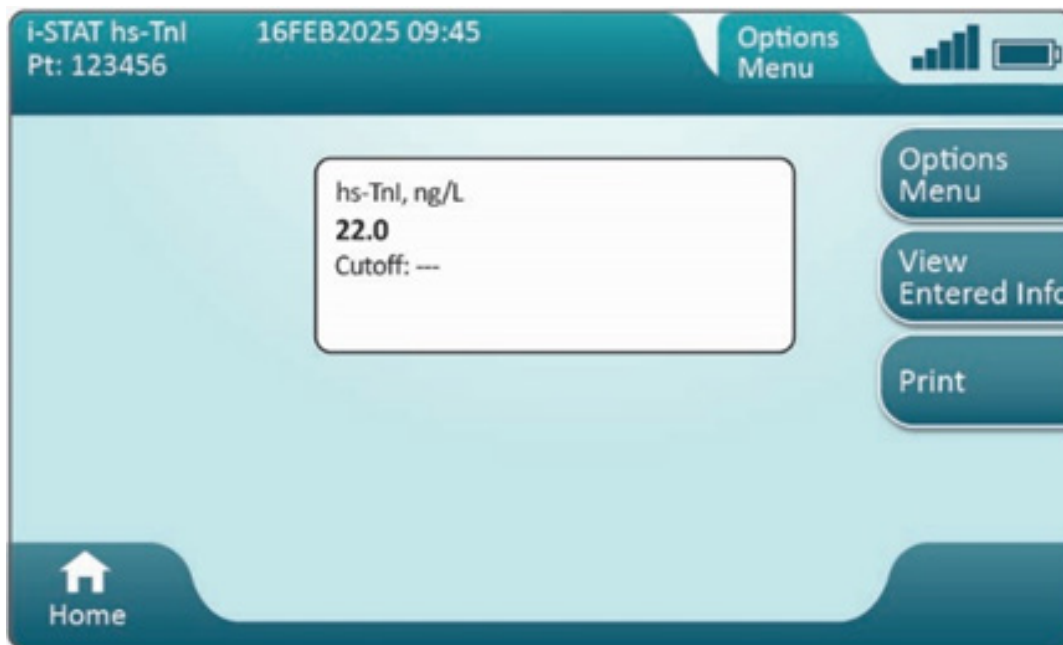 i-STAT hs-TnI 16FEB2025 09:45
Pt: 123456
Options
Menu
hs-TnI, ng/L
22.0
Cutoff: ---
Options
Menu
View
Entered Info
Print
Home